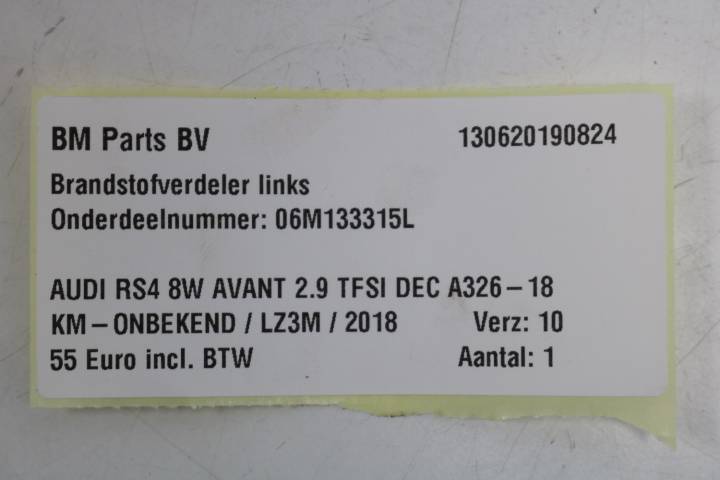 BM Parts BV 130620190824
Brandstofverdeler links
Onderdeelnummer: 06M133315L
AUDI RS4 8W AVANT 2.9 TFSI DEC A326-18
KM-ONBEKEND / LZ3M / 2018 Verz: 10
55 Euro incl. BTW Aantal: 1